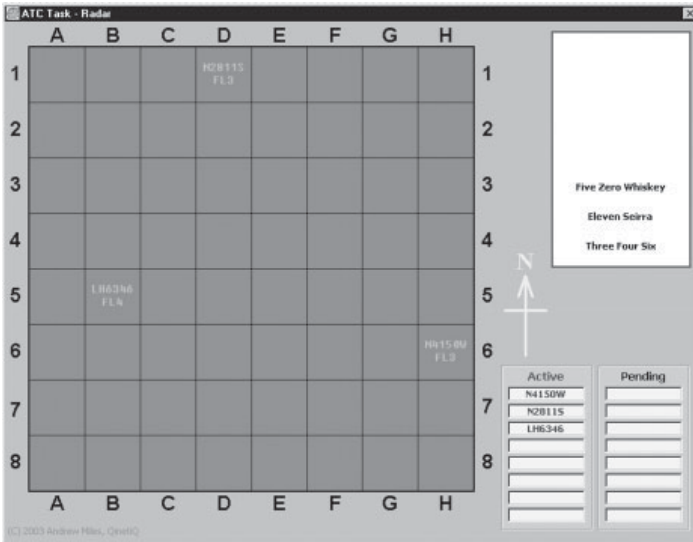 ATC Task - Radar
A B C D E F G H
1 1
N2811S
FL3
2 2
3 3
Five Zero Whiskey
Eleven Seirra
4 4
Three Four Six
N
5 5
LH6346
FL4
6 6
N4150W
FL3
Active Pending
N4150W
7 7
N2811S
LH6346
8 8
A B C D E F G H
(C) 2003 Andrew Miles, QinetiQ